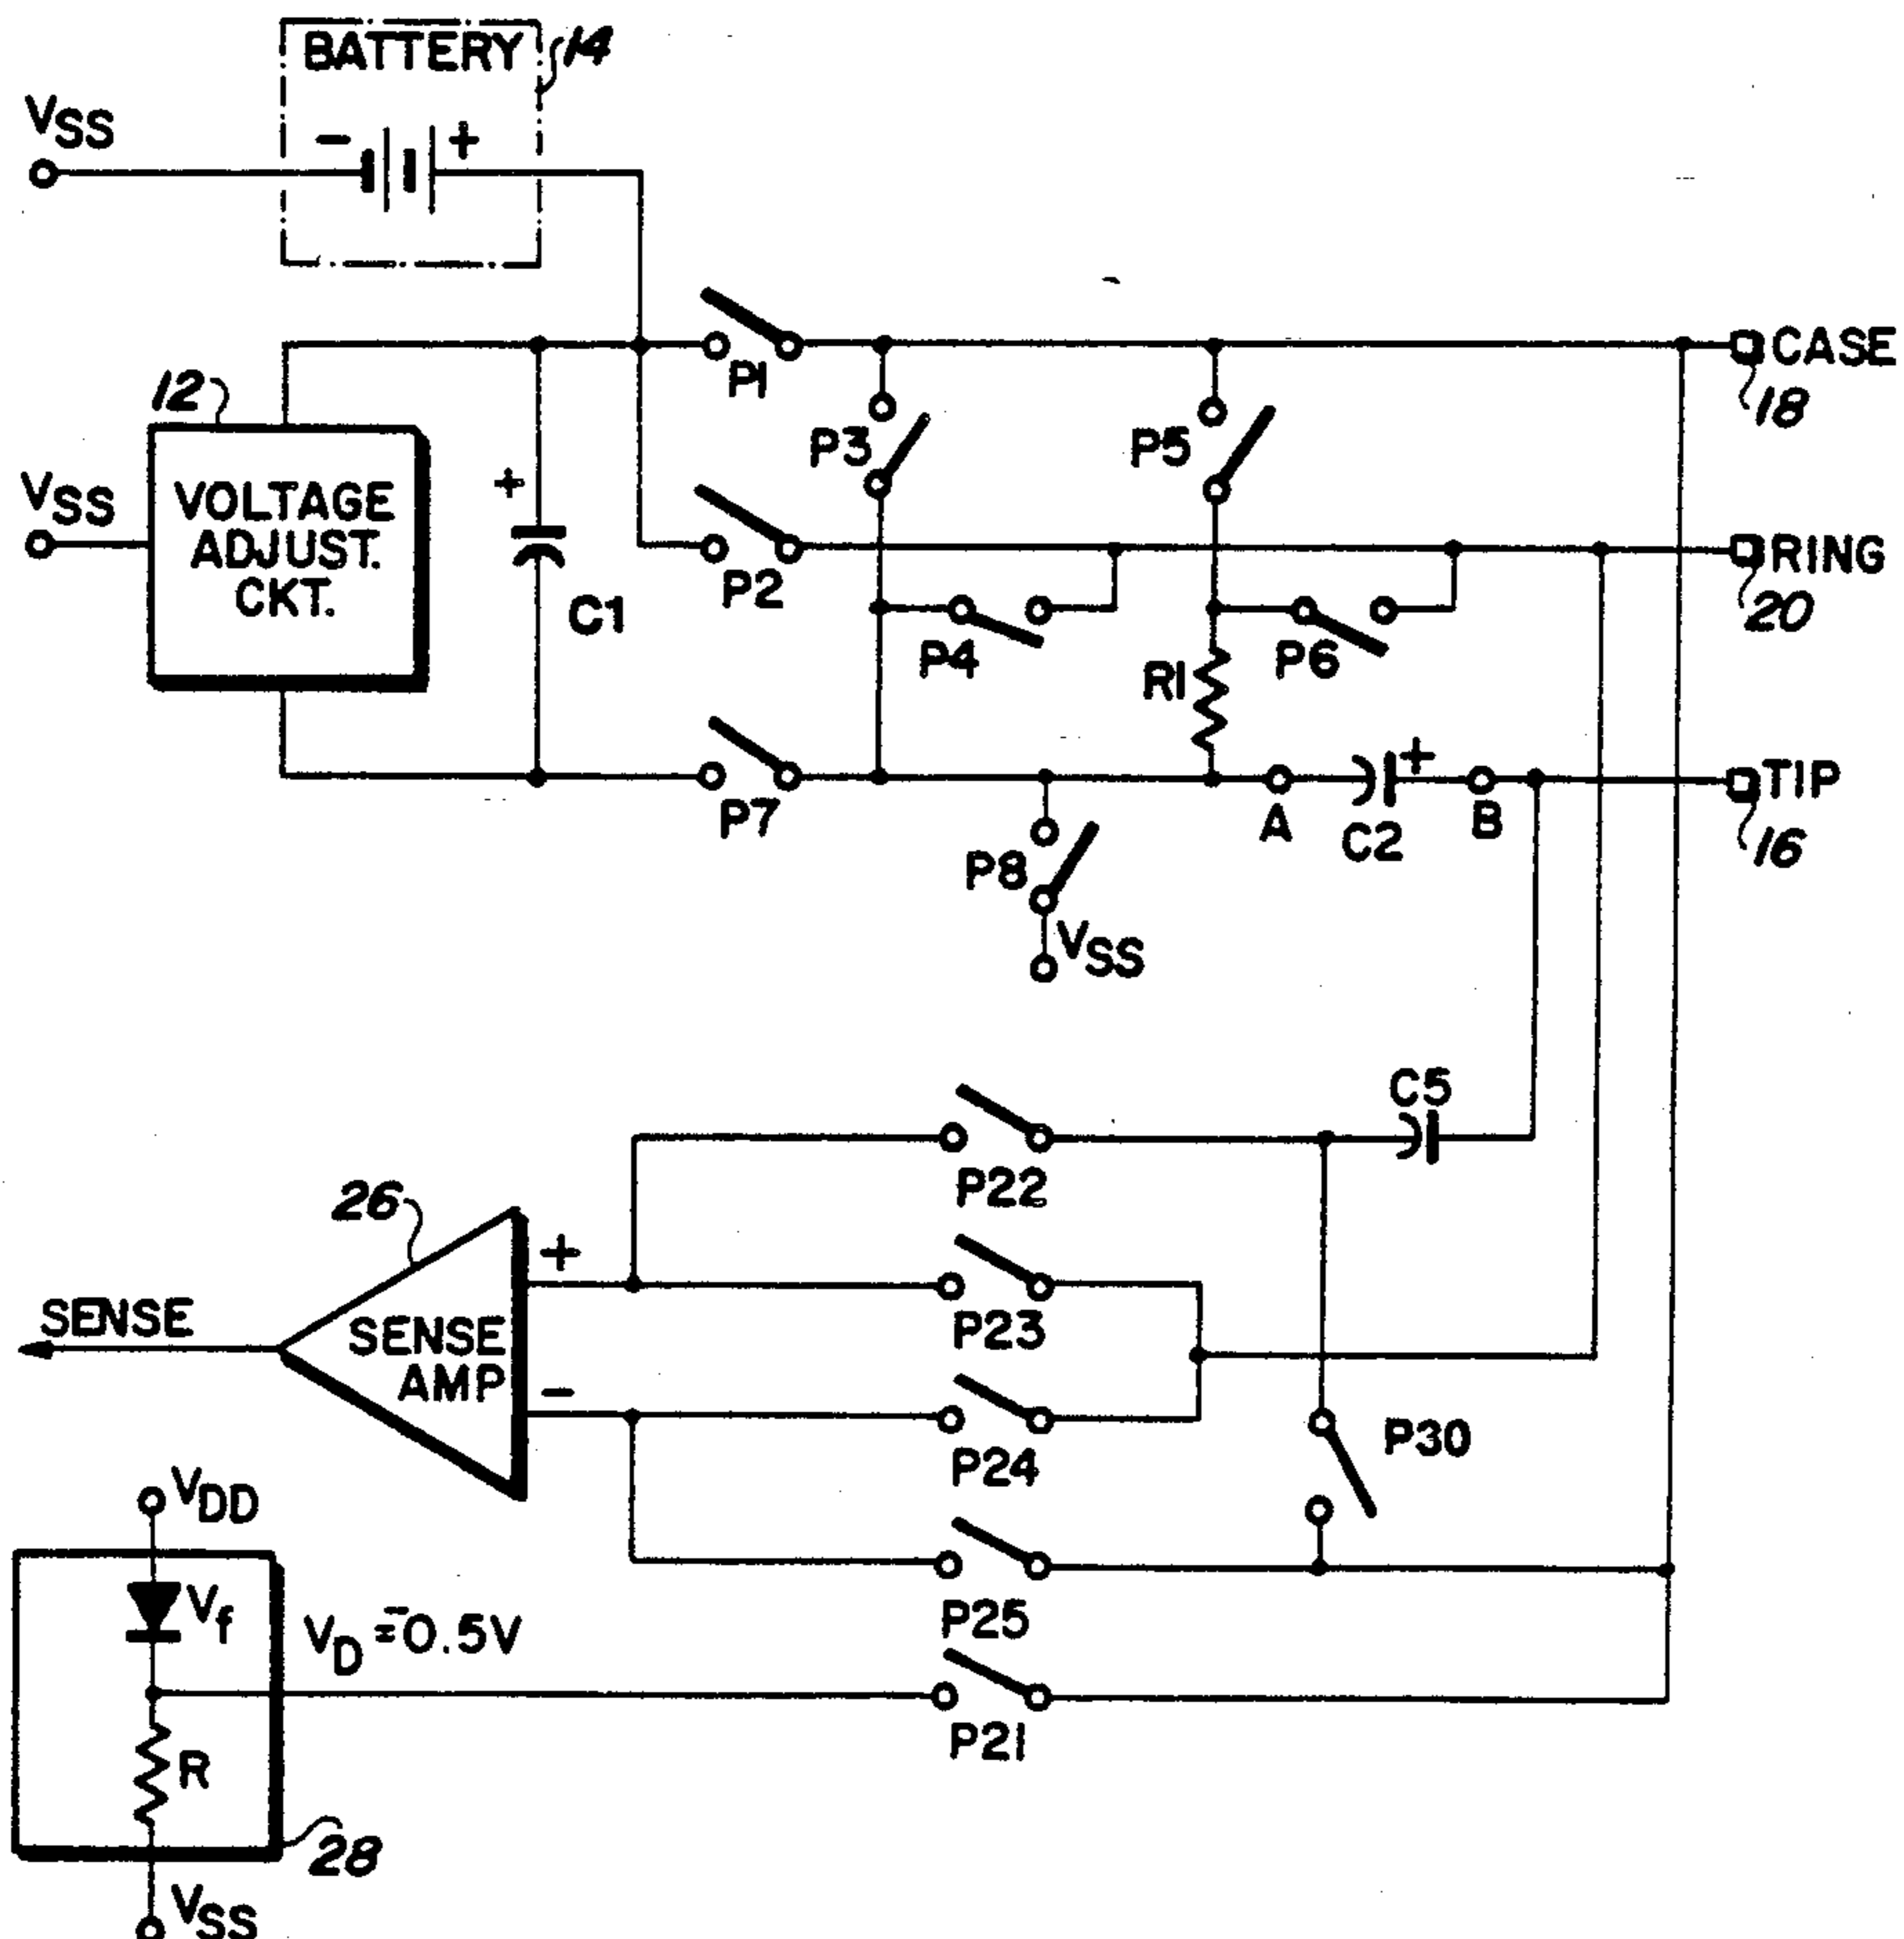 BATTERY
14
VSS
- +
CASE
18
P1
12
P3
P5
VSS
VOLTAGE
ADJUST.
CKT.
+
C1
P2
RING
20
P4
P6
R1
P7
A
+
C2
B
TIP
16
P8
VSS
C5
P22
26
+
SENSE
SENSE
AMP
-
P23
P24
P30
VDD
Vf
VD = -0.5V
P25
R
P21
28
VSS